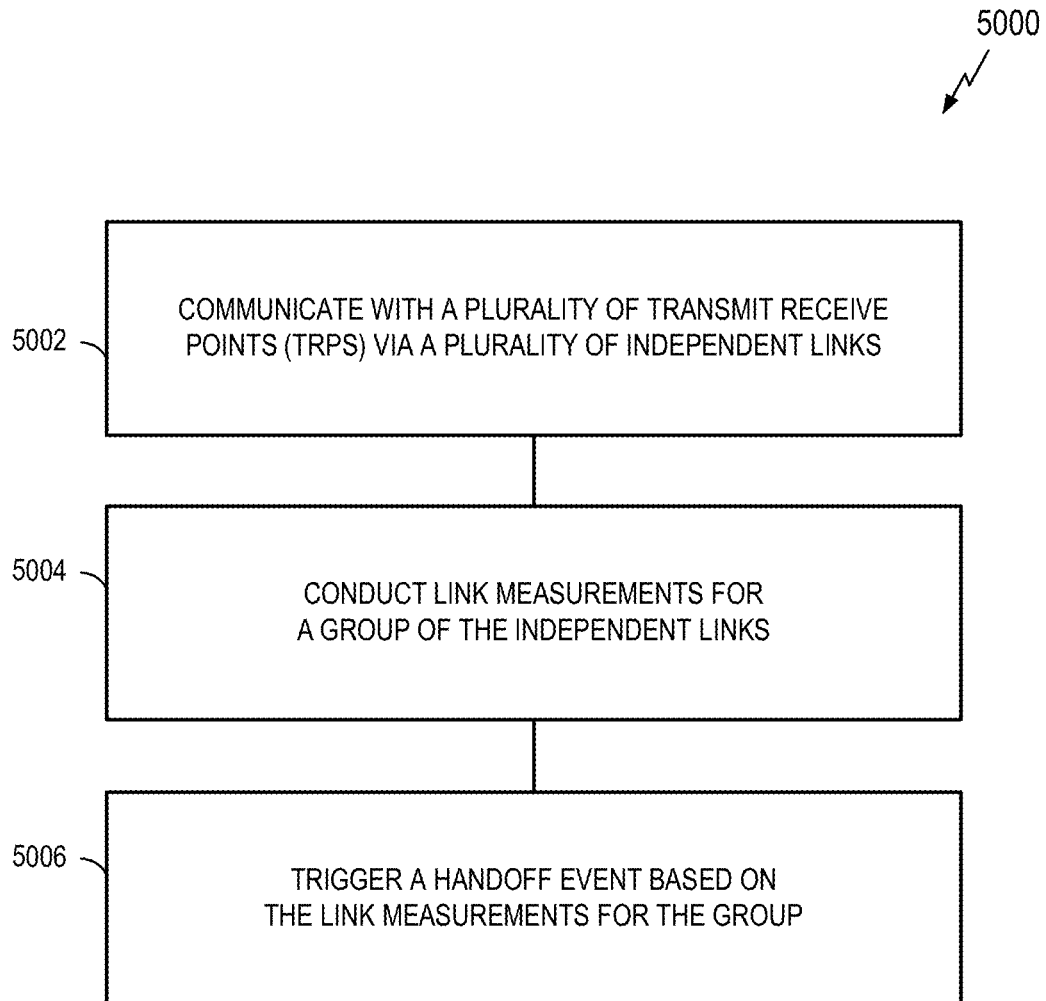 5000
5002
COMMUNICATE WITH A PLURALITY OF TRANSMIT RECEIVE
POINTS (TRPS) VIA A PLURALITY OF INDEPENDENT LINKS
5004
CONDUCT LINK MEASUREMENTS FOR
A GROUP OF THE INDEPENDENT LINKS
5006
TRIGGER A HANDOFF EVENT BASED ON
THE LINK MEASUREMENTS FOR THE GROUP